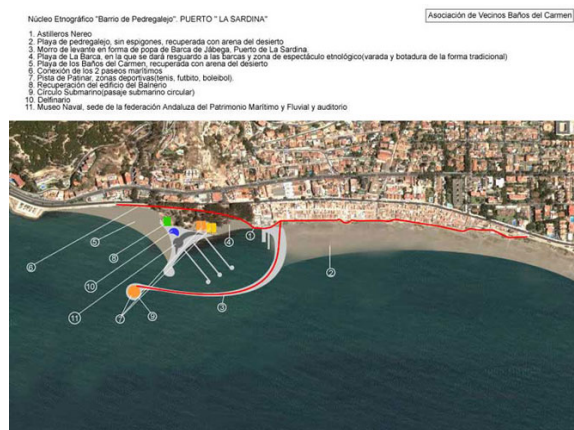 Núcleo Etnográfico "Barrio de Pedregalejo". PUERTO " LA SARDINA"
Asociación de Vecinos Baños del Carmen
1. Astilleros Nereo
2. Playa de pedregalejo, sin espigones, recuperada con arena del desierto
3. Morro de levante en forma de popa de Barca de Jábega, Puerto de La Sardina.
4. Playa de La Barca, en la que se dará resguardo a las barcas y zona de espectáculo etnológico(varada y botadura de la forma tradicional)
5. Playa de los Baños del Carmen, recuperada con arena del desierto
6. Conexión de los 2 paseos marítimos
7. Pista de Patinar, zonas deportivas(tenis, futbito, boleibol).
8. Recuperación del edificio del Balnerio
9. Círculo Submarino(pasaje submarino circular)
10. Delfinario
11. Museo Naval, sede de la federación Andaluza del Patrimonio Marítimo y Fluvial y auditorio
1
4
5
8
6
2
10
3
11
7
9